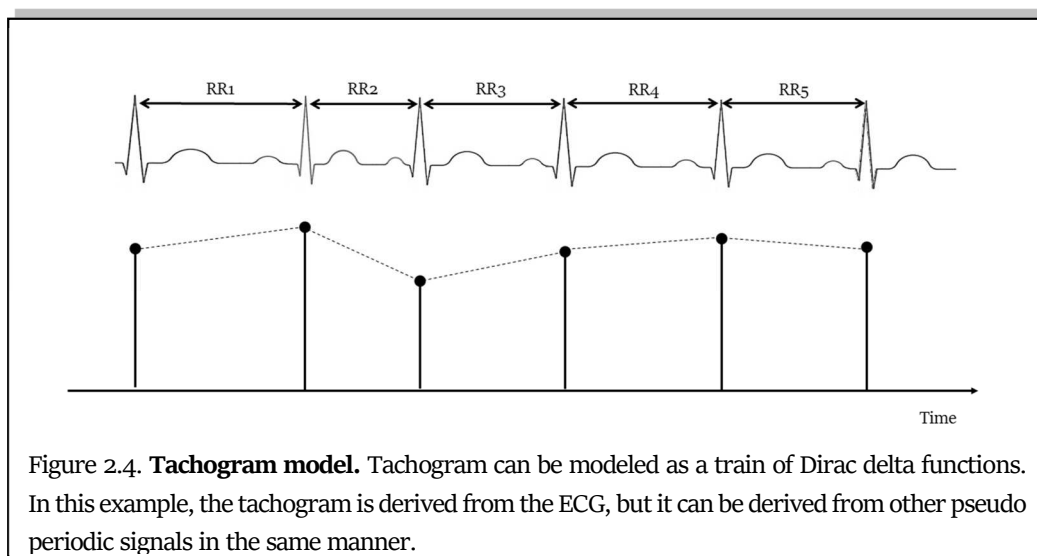 RR1 RR2 RR3 RR4 RR5
Time
Figure 2.4. Tachogram model. Tachogram can be modeled as a train of Dirac delta functions.
In this example, the tachogram is derived from the ECG, but it can be derived from other pseudo
periodic signals in the same manner.